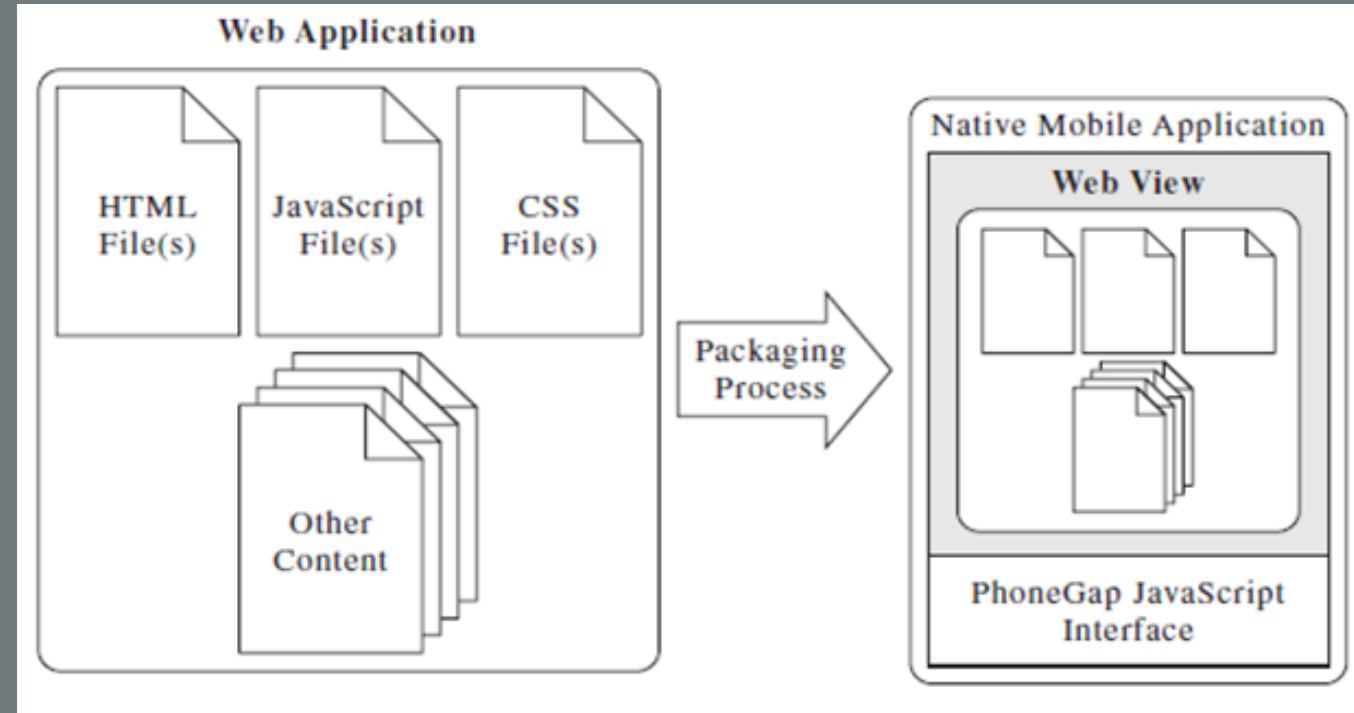 Web Application
HTML
File(s)
JavaScript
File(s)
CSS
File(s)
Other
Content
Packaging
Process
Native Mobile Application
Web View
PhoneGap JavaScript
Interface